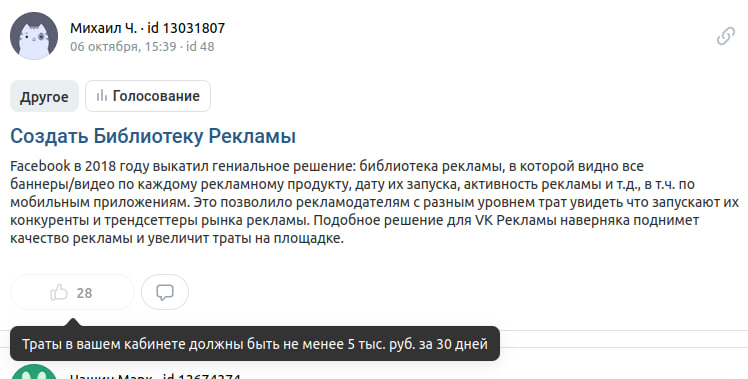 Михаил Ч. · id 13031807
06 октября, 15:39 · id 48
Другое
Голосование
Создать Библиотеку Рекламы
Facebook в 2018 году выкатил гениальное решение: библиотека рекламы, в которой видно все
баннеры/видео по каждому рекламному продукту, дату их запуска, активность рекламы и т.д., в т.ч. по
мобильным приложениям. Это позволило рекламодателям с разным уровнем трат увидеть что запускают их
конкуренты и трендсеттеры рынка рекламы. Подобное решение для VK Рекламы наверняка поднимет
качество рекламы и увеличит траты на площадке.
28
Траты в вашем кабинете должны быть не менее 5 тыс. руб. за 30 дней